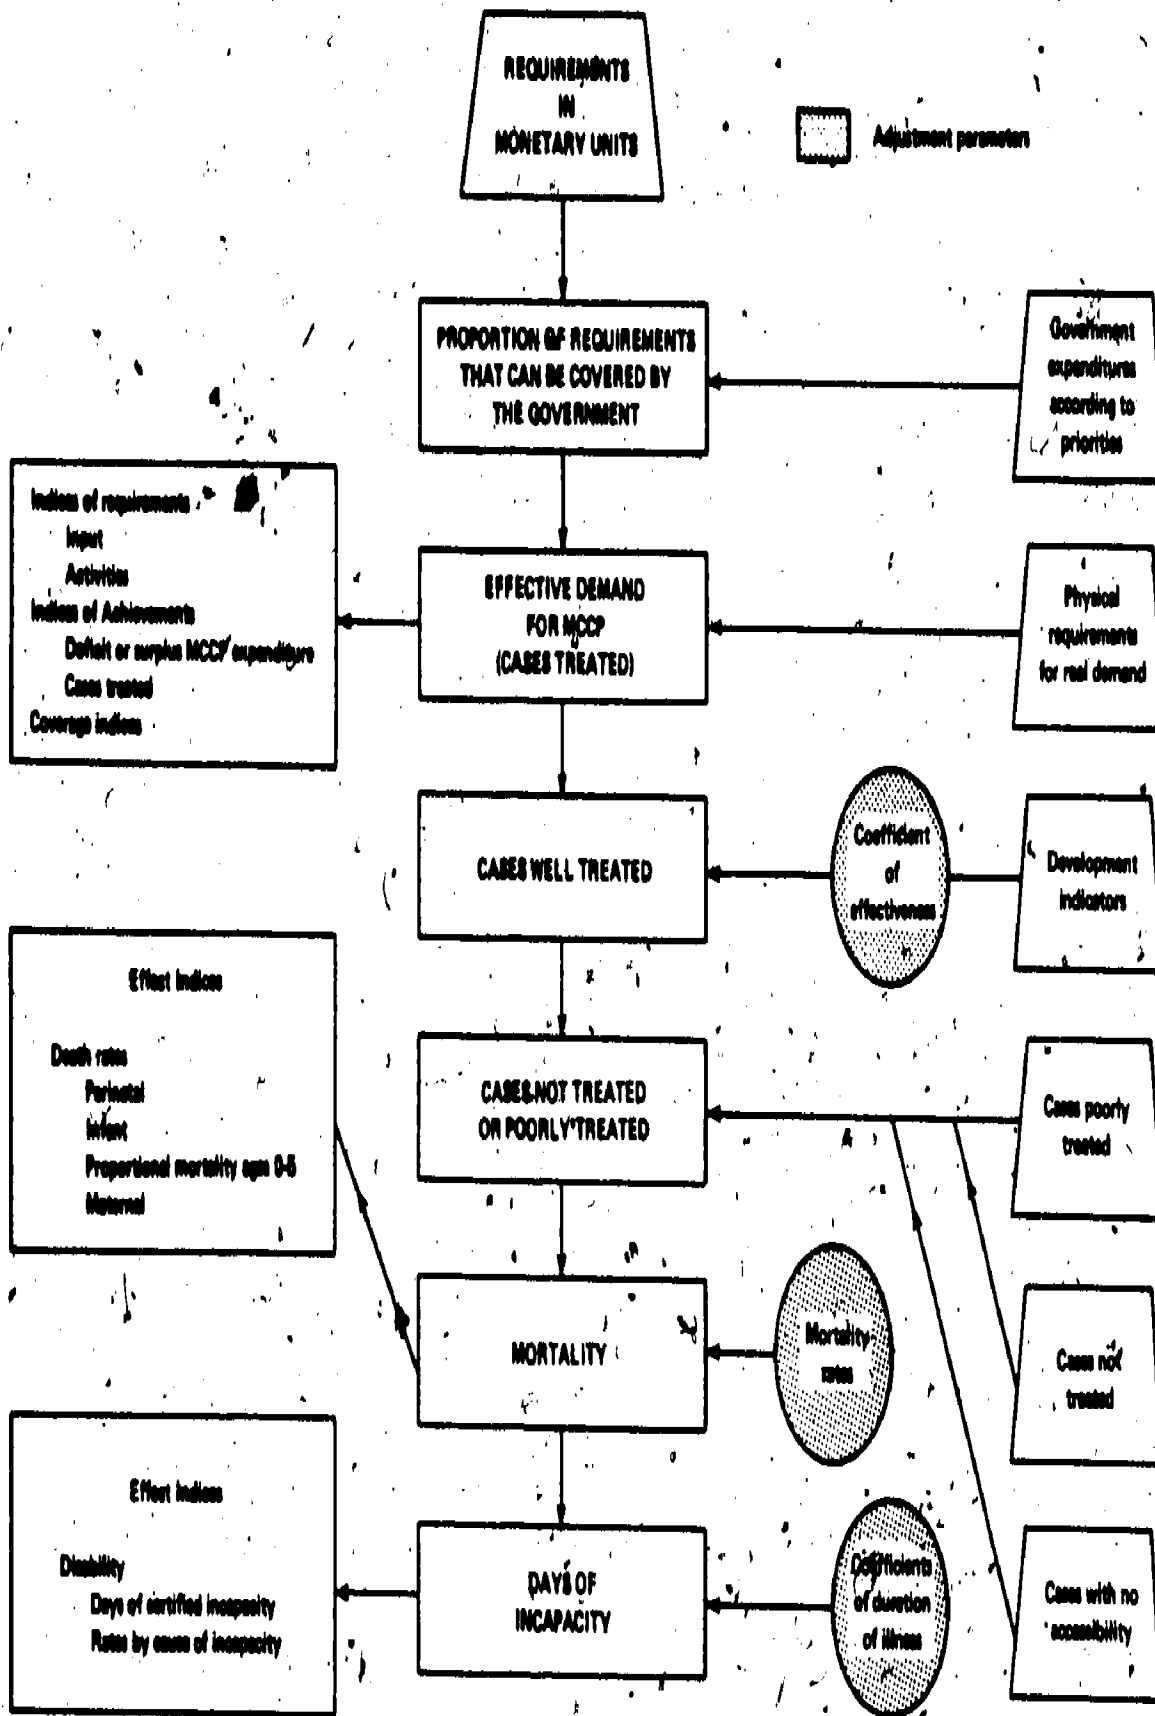 REQUIREMENTS
IN
MONETARY UNITS
Adjustment parameters
PROPORTION OF REQUIREMENTS
THAT CAN BE COVERED BY
THE GOVERNMENT
Government
expenditures
according to
priorities
Indices of requirements
Input
Activities
Indices of Achievements
Deficit or surplus MCCP expenditure
Cases treated
Coverage indices
EFFECTIVE DEMAND
FOR MCCP
(CASES TREATED)
Physical
requirements
for real demand
CASES WELL TREATED
Coefficient
of
effectiveness
Development
indicators
Effect Indices
Death rates
Perinatal
Infant
Proportional mortality ages 0-5
Maternal
CASES NOT TREATED
OR POORLY TREATED
Cases poorly
treated
MORTALITY
Mortality
rates
Cases not
treated
Effect Indices
Disability
Days of certified incapacity
Rates by cause of incapacity
DAYS OF
INCAPACITY
Coefficients
of duration
of illness
Cases with no
accessibility